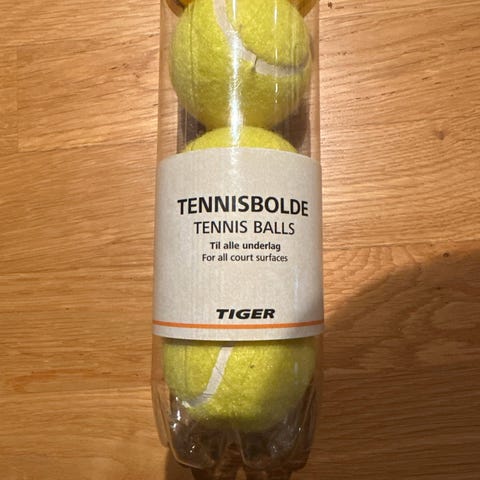 TENNISBOLDE
TENNIS BALLS
Til alle underlag
For all court surfaces
TIGER